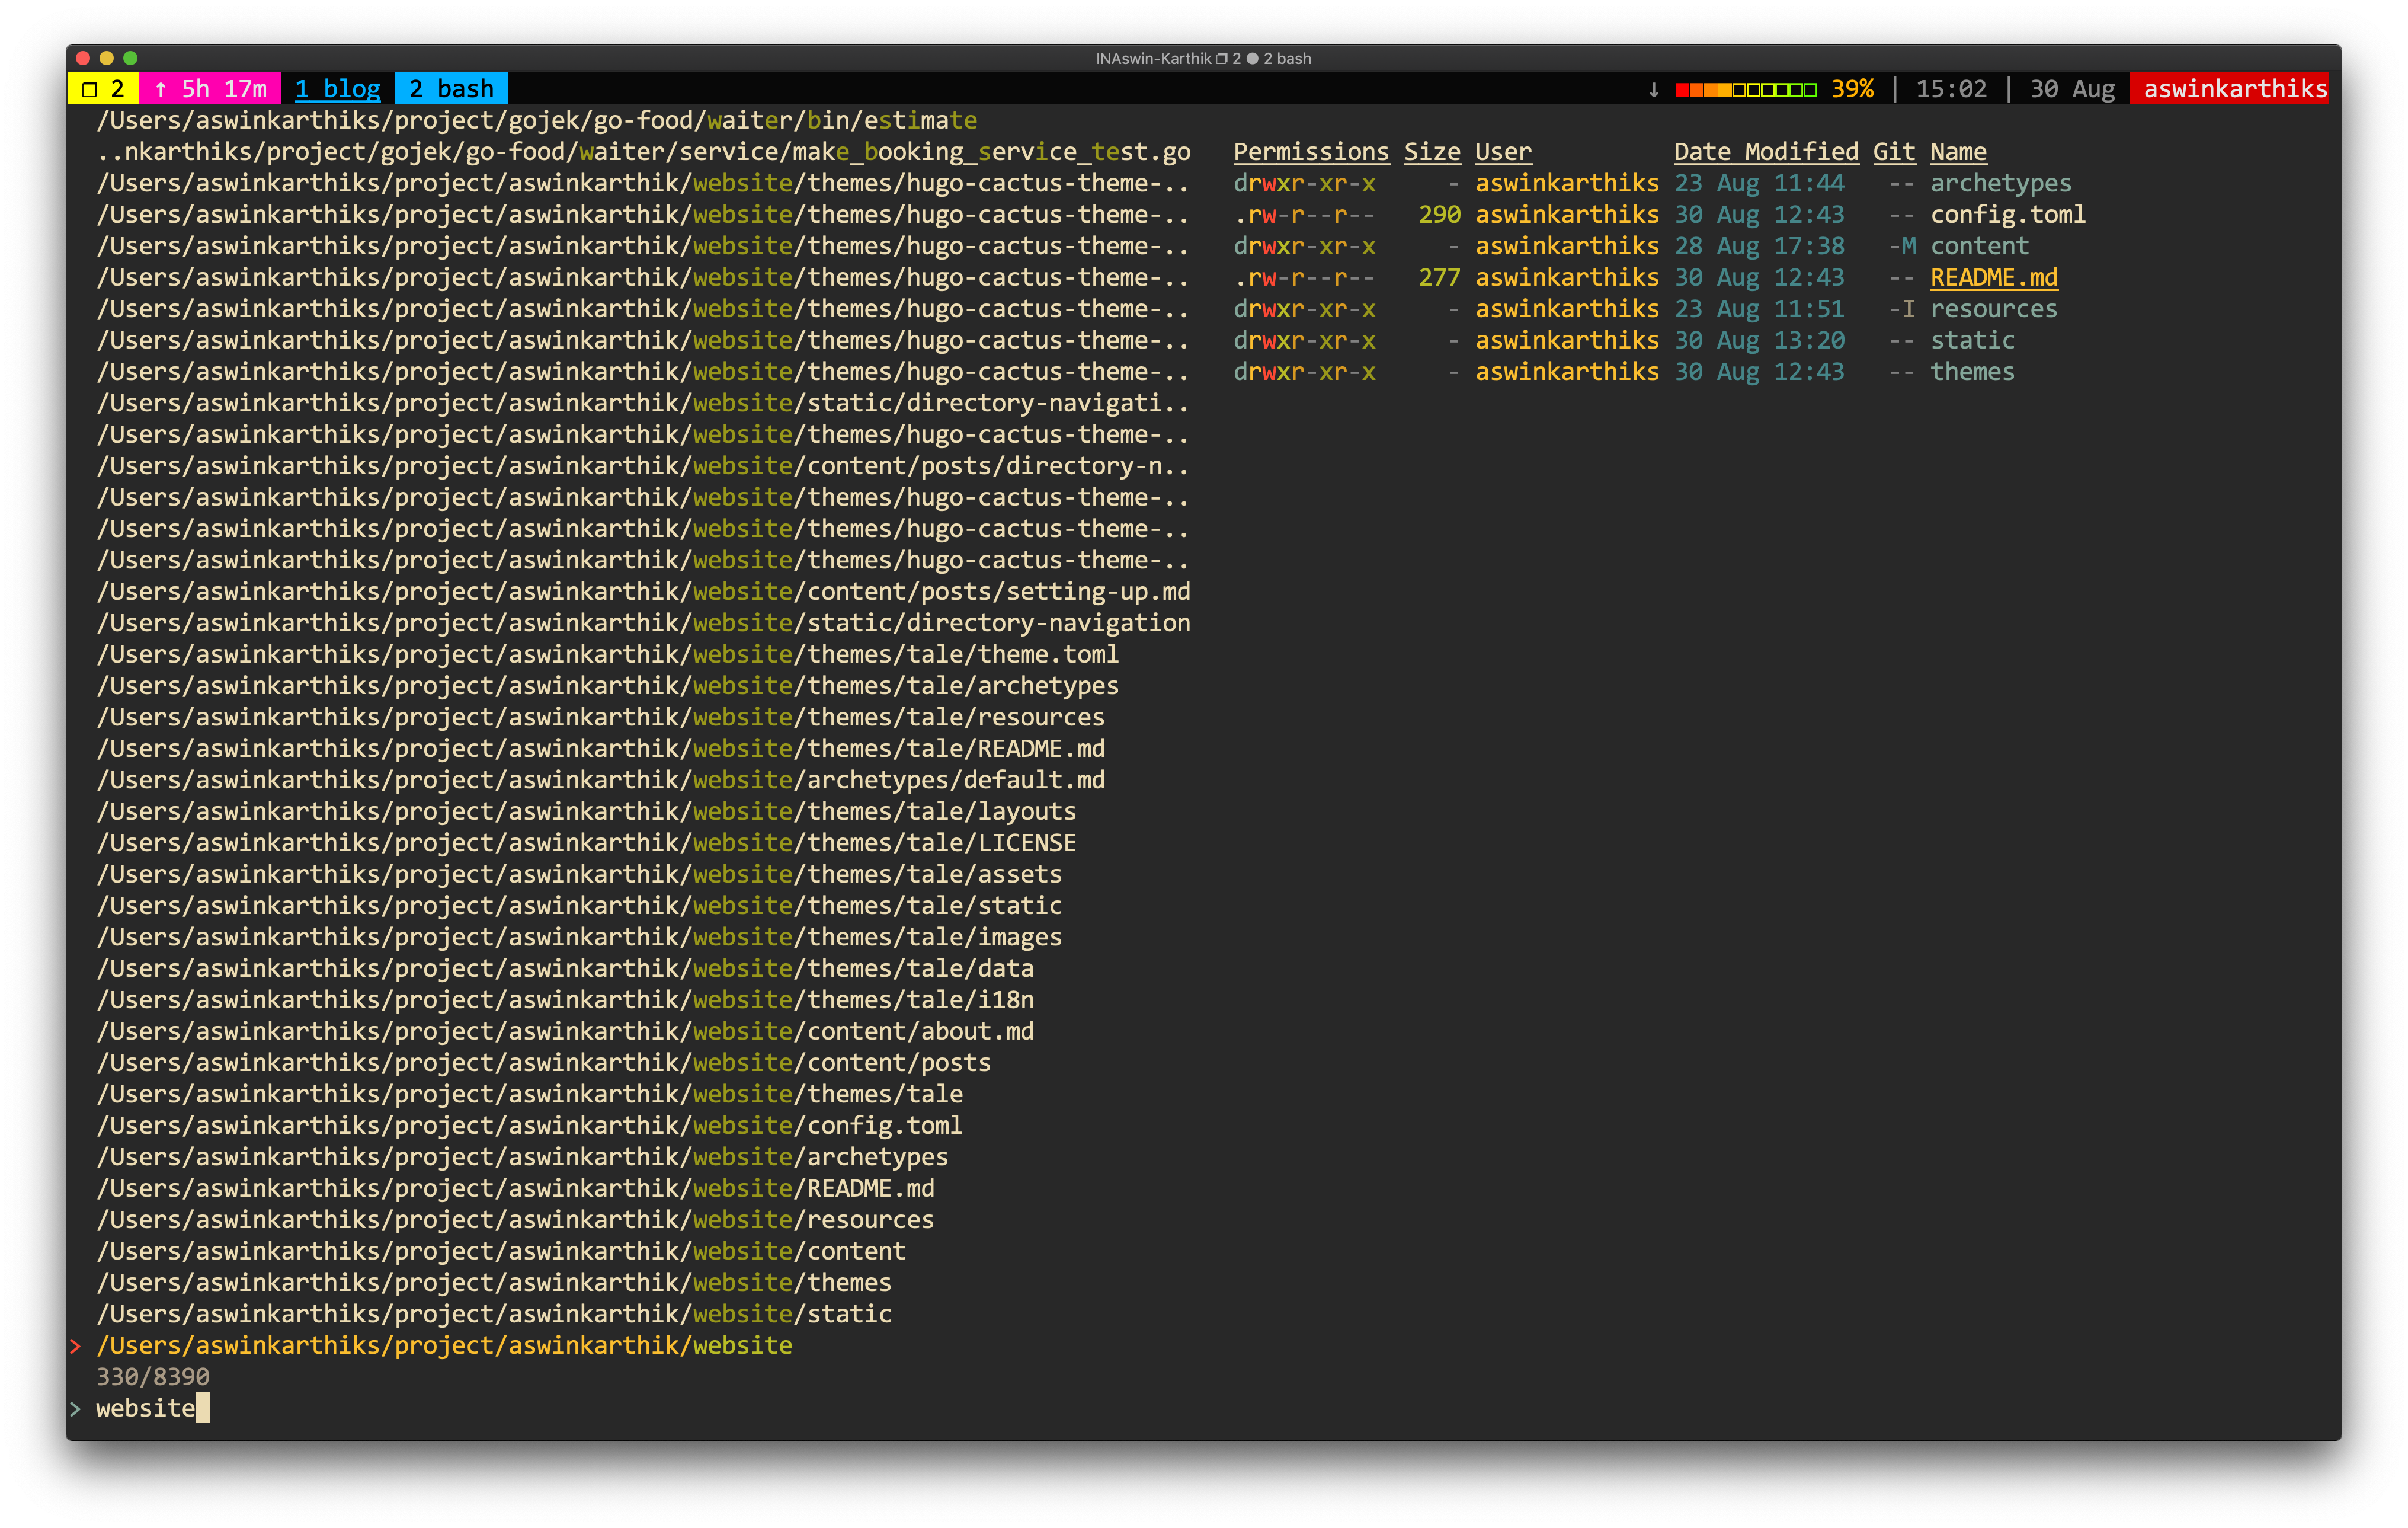 INAswin-Karthik ❐ 2 ● 2 bash
❐ 2 ↑ 5h 17m 1 blog 2 bash ↓ 39% | 15:02 | 30 Aug aswinkarthiks
/Users/aswinkarthiks/project/gojek/go-food/waiter/bin/estimate
..nkarthiks/project/gojek/go-food/waiter/service/make_booking_service_test.go Permissions Size User Date Modified Git Name
/Users/aswinkarthiks/project/aswinkarthik/website/themes/hugo-cactus-theme-.. drwxr-xr-x - aswinkarthiks 23 Aug 11:44 -- archetypes
/Users/aswinkarthiks/project/aswinkarthik/website/themes/hugo-cactus-theme-.. .rw-r--r-- 290 aswinkarthiks 30 Aug 12:43 -- config.toml
/Users/aswinkarthiks/project/aswinkarthik/website/themes/hugo-cactus-theme-.. drwxr-xr-x - aswinkarthiks 28 Aug 17:38 -M content
/Users/aswinkarthiks/project/aswinkarthik/website/themes/hugo-cactus-theme-.. .rw-r--r-- 277 aswinkarthiks 30 Aug 12:43 -- README.md
/Users/aswinkarthiks/project/aswinkarthik/website/themes/hugo-cactus-theme-.. drwxr-xr-x - aswinkarthiks 23 Aug 11:51 -I resources
/Users/aswinkarthiks/project/aswinkarthik/website/themes/hugo-cactus-theme-.. drwxr-xr-x - aswinkarthiks 30 Aug 13:20 -- static
/Users/aswinkarthiks/project/aswinkarthik/website/themes/hugo-cactus-theme-.. drwxr-xr-x - aswinkarthiks 30 Aug 12:43 -- themes
/Users/aswinkarthiks/project/aswinkarthik/website/static/directory-navigati..
/Users/aswinkarthiks/project/aswinkarthik/website/themes/hugo-cactus-theme-..
/Users/aswinkarthiks/project/aswinkarthik/website/content/posts/directory-n..
/Users/aswinkarthiks/project/aswinkarthik/website/themes/hugo-cactus-theme-..
/Users/aswinkarthiks/project/aswinkarthik/website/themes/hugo-cactus-theme-..
/Users/aswinkarthiks/project/aswinkarthik/website/themes/hugo-cactus-theme-..
/Users/aswinkarthiks/project/aswinkarthik/website/content/posts/setting-up.md
/Users/aswinkarthiks/project/aswinkarthik/website/static/directory-navigation
/Users/aswinkarthiks/project/aswinkarthik/website/themes/tale/theme.toml
/Users/aswinkarthiks/project/aswinkarthik/website/themes/tale/archetypes
/Users/aswinkarthiks/project/aswinkarthik/website/themes/tale/resources
/Users/aswinkarthiks/project/aswinkarthik/website/themes/tale/README.md
/Users/aswinkarthiks/project/aswinkarthik/website/archetypes/default.md
/Users/aswinkarthiks/project/aswinkarthik/website/themes/tale/layouts
/Users/aswinkarthiks/project/aswinkarthik/website/themes/tale/LICENSE
/Users/aswinkarthiks/project/aswinkarthik/website/themes/tale/assets
/Users/aswinkarthiks/project/aswinkarthik/website/themes/tale/static
/Users/aswinkarthiks/project/aswinkarthik/website/themes/tale/images
/Users/aswinkarthiks/project/aswinkarthik/website/themes/tale/data
/Users/aswinkarthiks/project/aswinkarthik/website/themes/tale/i18n
/Users/aswinkarthiks/project/aswinkarthik/website/content/about.md
/Users/aswinkarthiks/project/aswinkarthik/website/content/posts
/Users/aswinkarthiks/project/aswinkarthik/website/themes/tale
/Users/aswinkarthiks/project/aswinkarthik/website/config.toml
/Users/aswinkarthiks/project/aswinkarthik/website/archetypes
/Users/aswinkarthiks/project/aswinkarthik/website/README.md
/Users/aswinkarthiks/project/aswinkarthik/website/resources
/Users/aswinkarthiks/project/aswinkarthik/website/content
/Users/aswinkarthiks/project/aswinkarthik/website/themes
/Users/aswinkarthiks/project/aswinkarthik/website/static
> /Users/aswinkarthiks/project/aswinkarthik/website
330/8390
> website